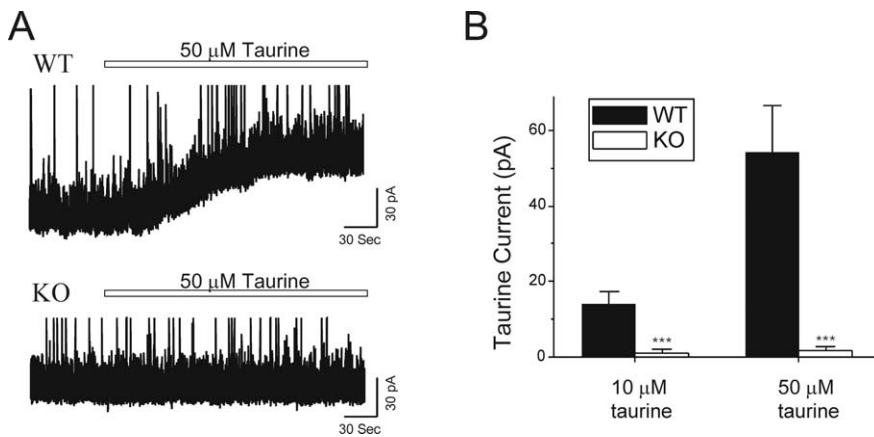 A
50 μM Taurine
WT
30 pA
30 Sec
50 μM Taurine
KO
30 pA
30 Sec
B
WT
KO
Taurine Current (pA)
60
40
20
0
***
***
10 μM
taurine
50 μM
taurine